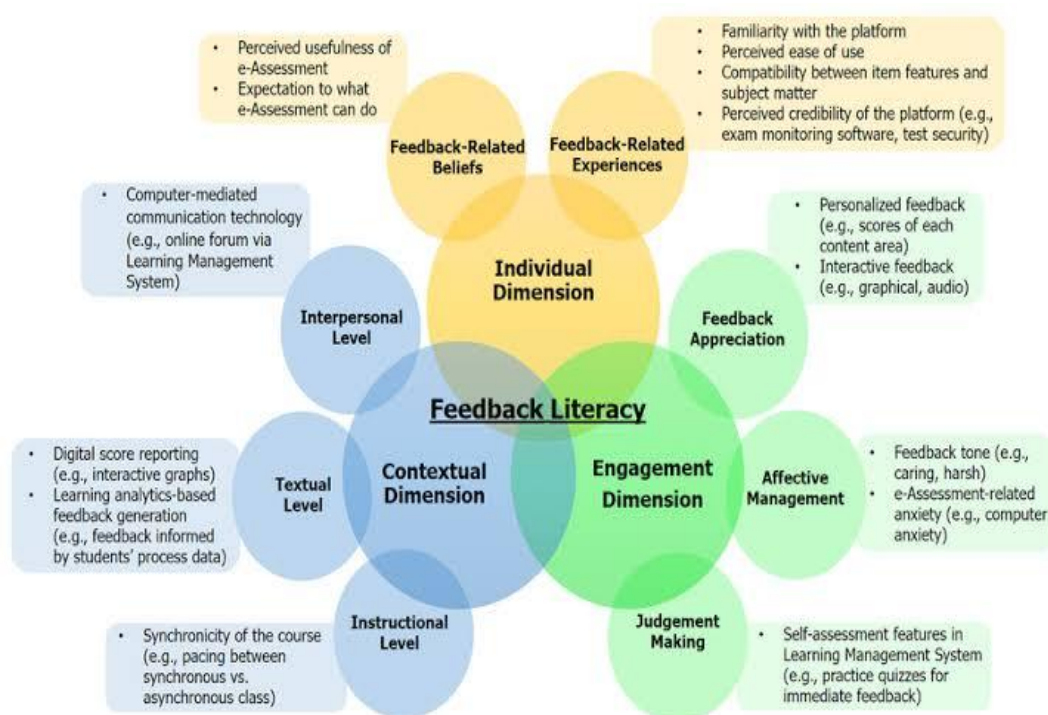 • Perceived usefulness of
e-Assessment
• Expectation to what
e-Assessment can do
• Familiarity with the platform
• Perceived ease of use
• Compatibility between item features and
subject matter
• Perceived credibility of the platform (e.g.,
exam monitoring software, test security)
Feedback-Related
Beliefs
Feedback-Related
Experiences
• Computer-mediated
communication technology
(e.g., online forum via
Learning Management
System)
• Personalized feedback
(e.g., scores of each
content area)
• Interactive feedback
(e.g., graphical, audio)
Individual
Dimension
Interpersonal
Level
Feedback
Appreciation
Feedback Literacy
• Digital score reporting
(e.g., interactive graphs)
• Learning analytics-based
feedback generation
(e.g., feedback informed
by students' process data)
Textual
Level
Contextual
Dimension
Engagement
Dimension
Affective
Management
• Feedback tone (e.g.,
caring, harsh)
• e-Assessment-related
anxiety (e.g., computer
anxiety)
• Synchronicity of the course
(e.g., pacing between
synchronous vs.
asynchronous class)
Instructional
Level
Judgement
Making
• Self-assessment features in
Learning Management System
(e.g., practice quizzes for
immediate feedback)